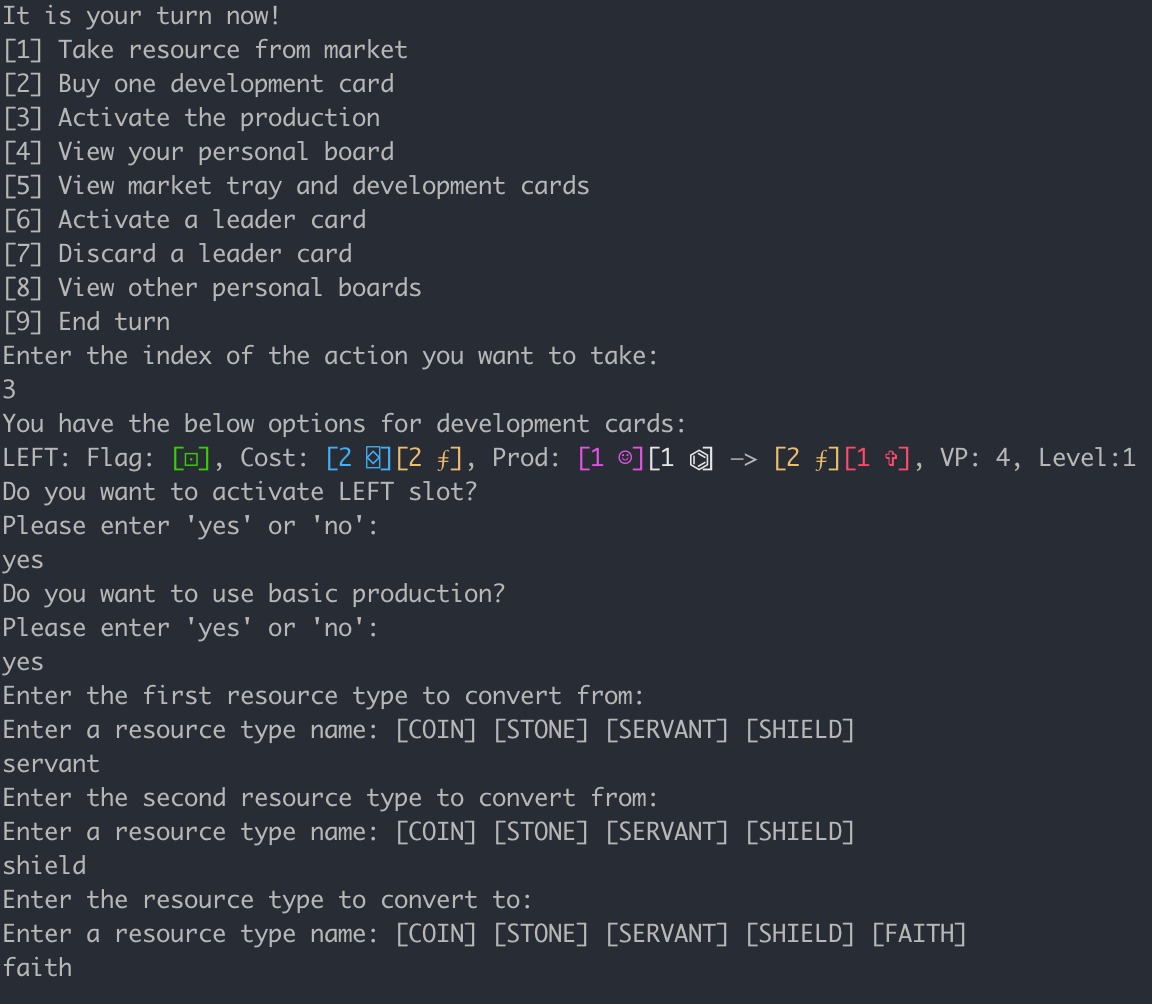 It is your turn now!
[1] Take resource from market
[2] Buy one development card
[3] Activate the production
[4] View your personal board
[5] View market tray and development cards
[6] Activate a leader card
[7] Discard a leader card
[8] View other personal boards
[9] End turn
Enter the index of the action you want to take:
3
You have the below options for development cards:
LEFT: Flag: [⊡], Cost: [2 ⛋][2 ⨍], Prod: [1 ☺][1 ⌬] —> [2 ⨍][1 ✞], VP: 4, Level:1
Do you want to activate LEFT slot?
Please enter 'yes' or 'no':
yes
Do you want to use basic production?
Please enter 'yes' or 'no':
yes
Enter the first resource type to convert from:
Enter a resource type name: [COIN] [STONE] [SERVANT] [SHIELD]
servant
Enter the second resource type to convert from:
Enter a resource type name: [COIN] [STONE] [SERVANT] [SHIELD]
shield
Enter the resource type to convert to:
Enter a resource type name: [COIN] [STONE] [SERVANT] [SHIELD] [FAITH]
faith